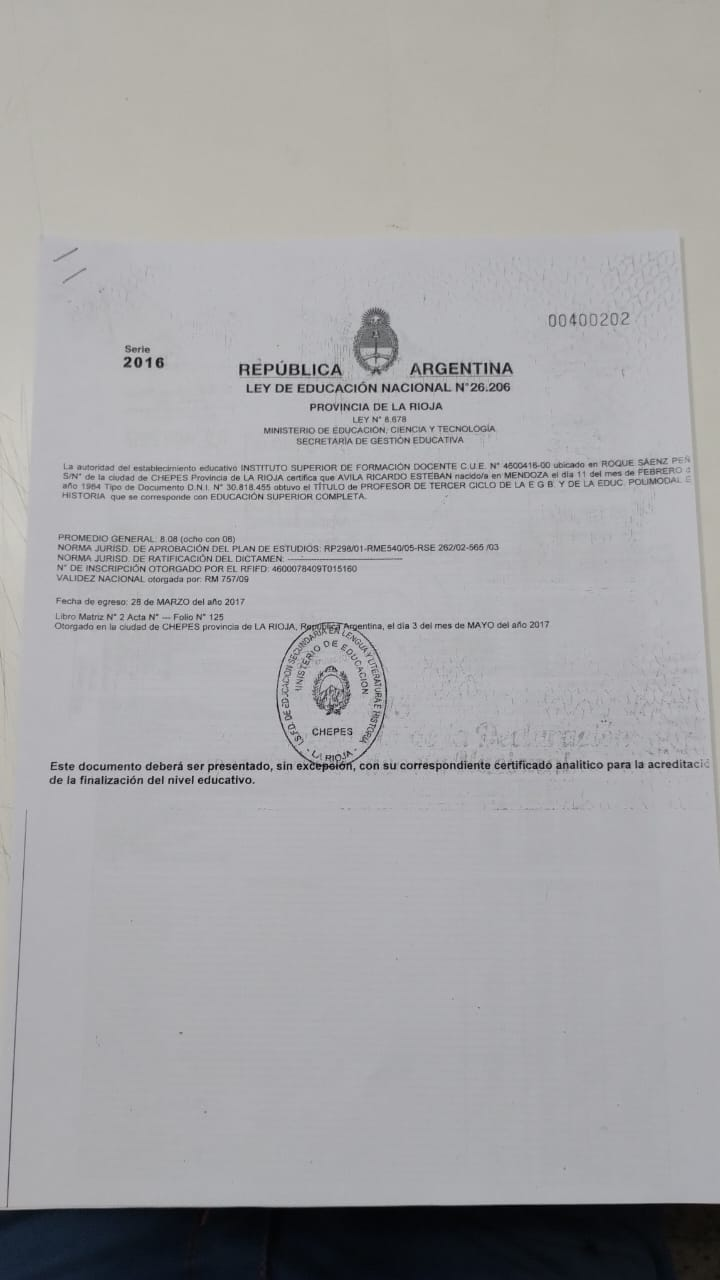 00400202
Serie
2016
REPÚBLICA ARGENTINA
LEY DE EDUCACIÓN NACIONAL N°26.206
PROVINCIA DE LA RIOJA
LEY N° 8.678
MINISTERIO DE EDUCACIÓN, CIENCIA Y TECNOLOGÍA
SECRETARÍA DE GESTIÓN EDUCATIVA
La autoridad del establecimiento educativo INSTITUTO SUPERIOR DE FORMACIÓN DOCENTE C.U.E. N° 4600416-00 ubicado en ROQUE SÁENZ PEÑ
S/N° de la ciudad de CHEPES Provincia de LA RIOJA certifica que AVILA RICARDO ESTEBAN nacido/a en MENDOZA el día 11 del mes de FEBRERO d
año 1984 Tipo de Documento D.N.I. N° 30.818.455 obtuvo el TÍTULO de PROFESOR DE TERCER CICLO DE LA E G B. Y DE LA EDUC. POLIMODAL E
HISTORIA que se corresponde con EDUCACIÓN SUPERIOR COMPLETA.
PROMEDIO GENERAL: 8.08 (ocho con 08)
NORMA JURISD. DE APROBACIÓN DEL PLAN DE ESTUDIOS: RP298/01-RME540/05-RSE 262/02-565 /03
NORMA JURISD. DE RATIFICACIÓN DEL DICTAMEN: ---------------------------
N° DE INSCRIPCIÓN OTORGADO POR EL RFIFD: 4600078409T015160
VALIDEZ NACIONAL otorgada por: RM 757/09
Fecha de egreso: 28 de MARZO del año 2017
Libro Matriz N° 2 Acta N° --- Folio N° 125
Otorgado en la ciudad de CHEPES provincia de LA RIOJA, República Argentina, el día 3 del mes de MAYO del año 2017
I.S.F.D. DE EDUCACIÓN SECUNDARIA EN LENGUA Y LITERATURA E HISTORIA
MINISTERIO DE EDUCACION
CHEPES
- LA RIOJA -
Este documento deberá ser presentado, sin excepción, con su correspondiente certificado analitico para la acreditació
de la finalización del nivel educativo.